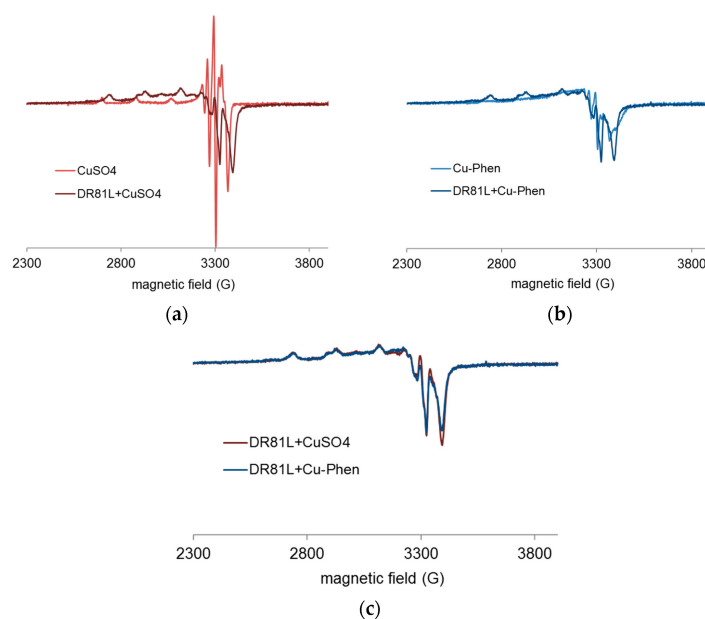 CuSO4
DR81L+CuSO4
2300 2800 3300 3800
magnetic field (G)
(a)
Cu-Phen
DR81L+Cu-Phen
2300 2800 3300 3800
magnetic field (G)
(b)
DR81L+CuSO4
DR81L+Cu-Phen
2300 2800 3300 3800
magnetic field (G)
(c)